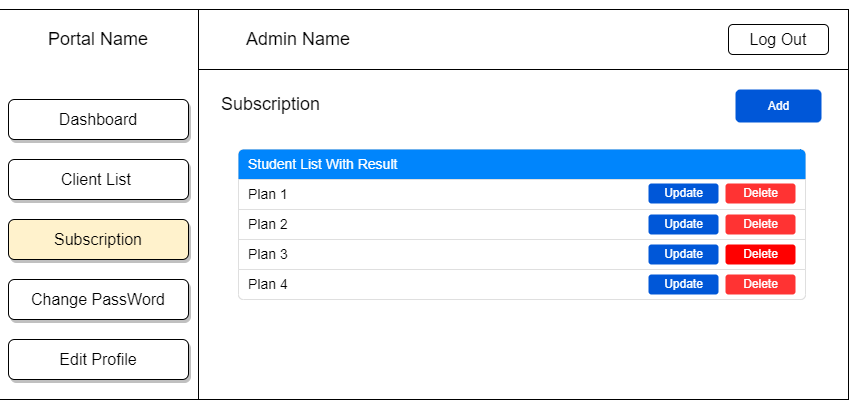 Portal Name
Admin Name
Log Out
Dashboard
Client List
Subscription
Change PassWord
Edit Profile
Subscription
Add
Student List With Result
Plan 1 Update Delete
Plan 2 Update Delete
Plan 3 Update Delete
Plan 4 Update Delete